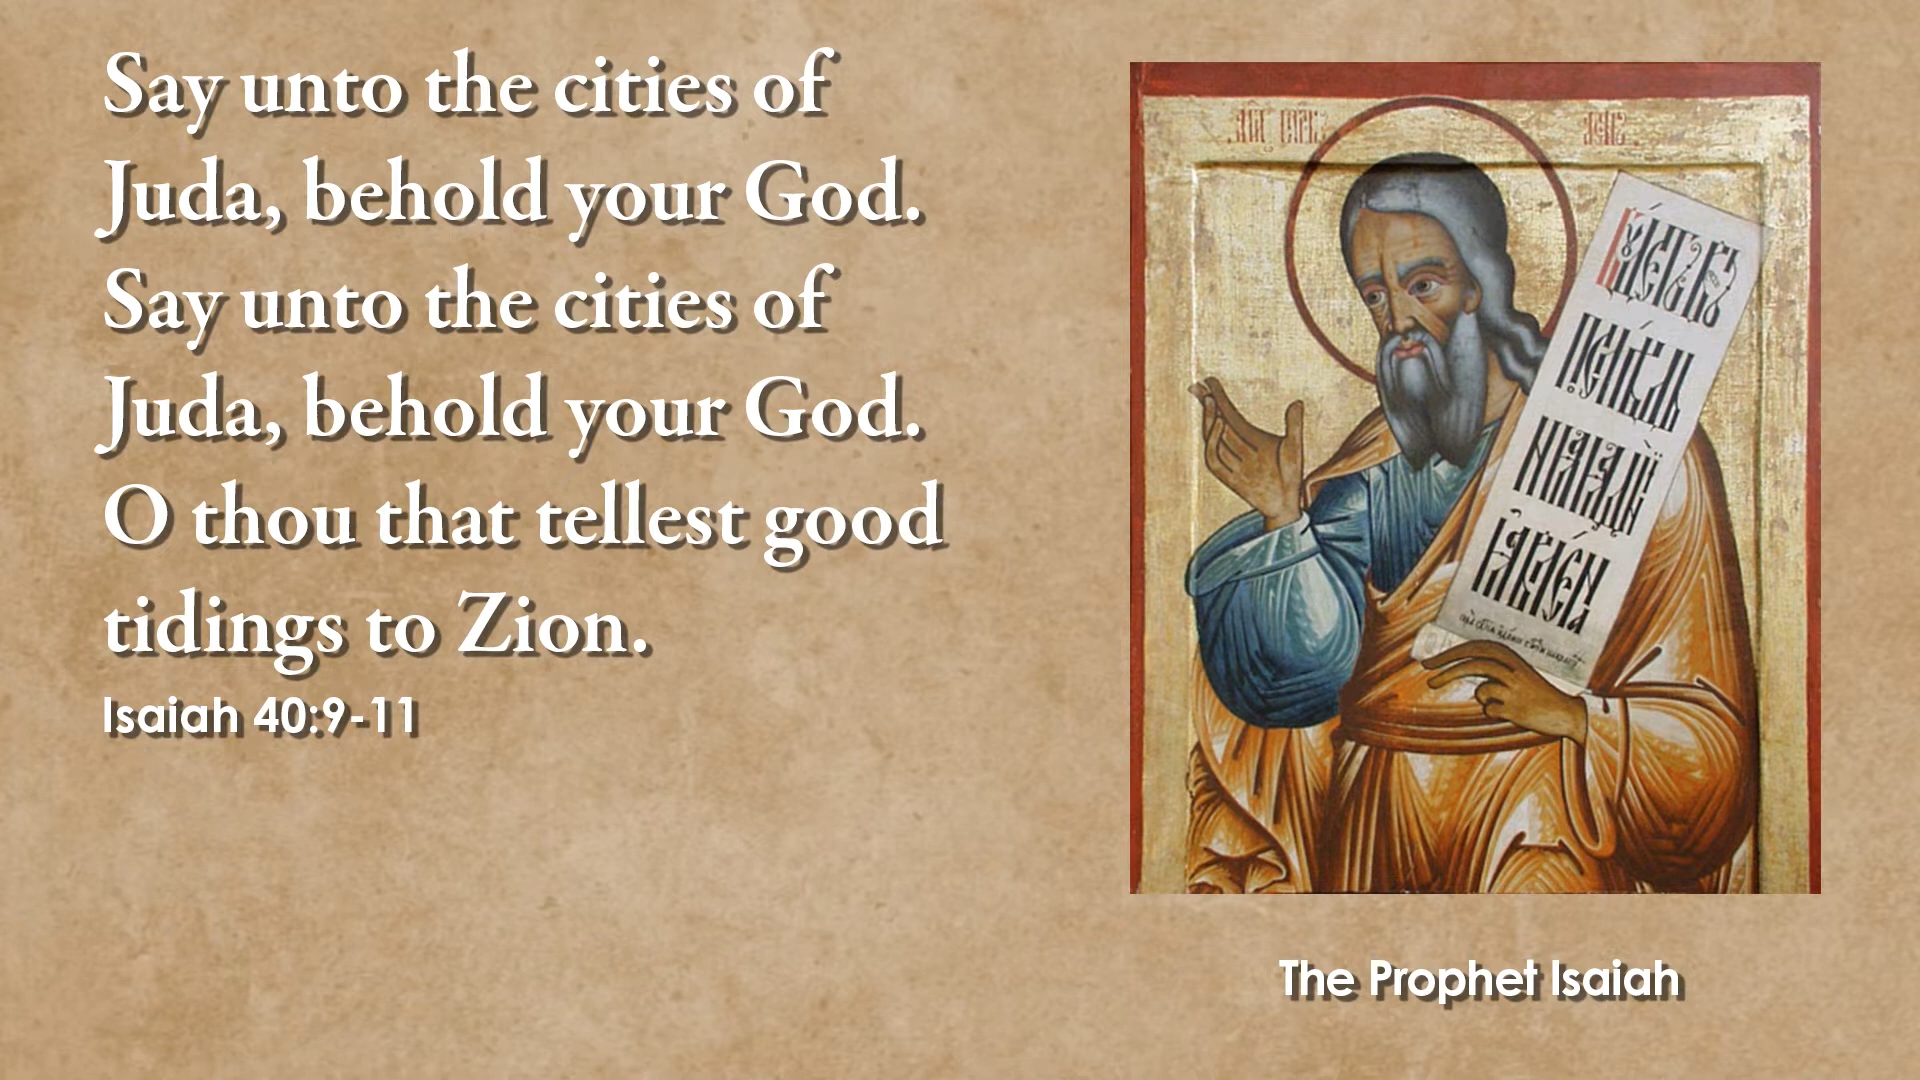 Say unto the cities of
Juda, behold your God.
Say unto the cities of
Juda, behold your God.
O thou that tellest good
tidings to Zion.
Isaiah 40:9-11
The Prophet Isaiah